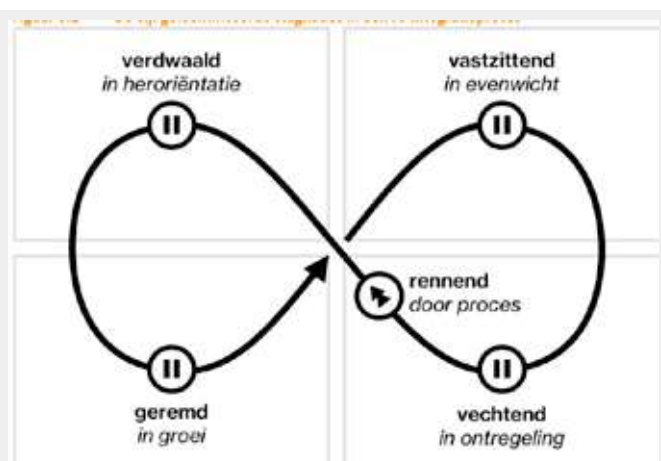 verdwaald
in heroriëntatie
vastzittend
in evenwicht
rennend
door proces
geremd
in groei
vechtend
in ontregeling